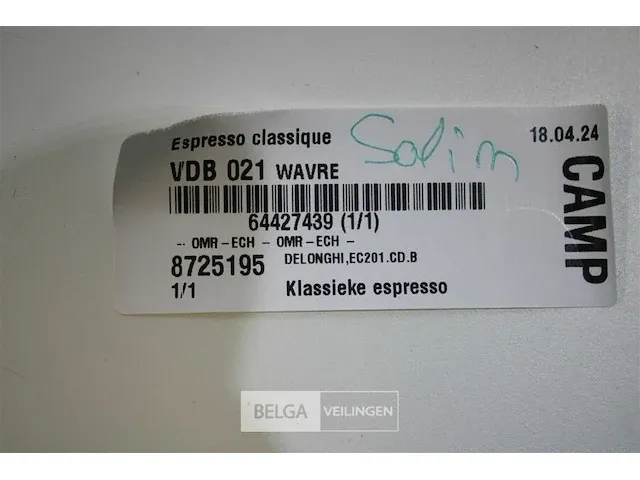 Espresso classique
Salim
18.04.24
VDB 021 WAVRE
64427439 (1/1)
-- OMR-ECH -- OMR-ECH -
8725195 DELONGHI,EC201.CD.B
1/1 Klassieke espresso
CAMP
BELGA VEILINGEN